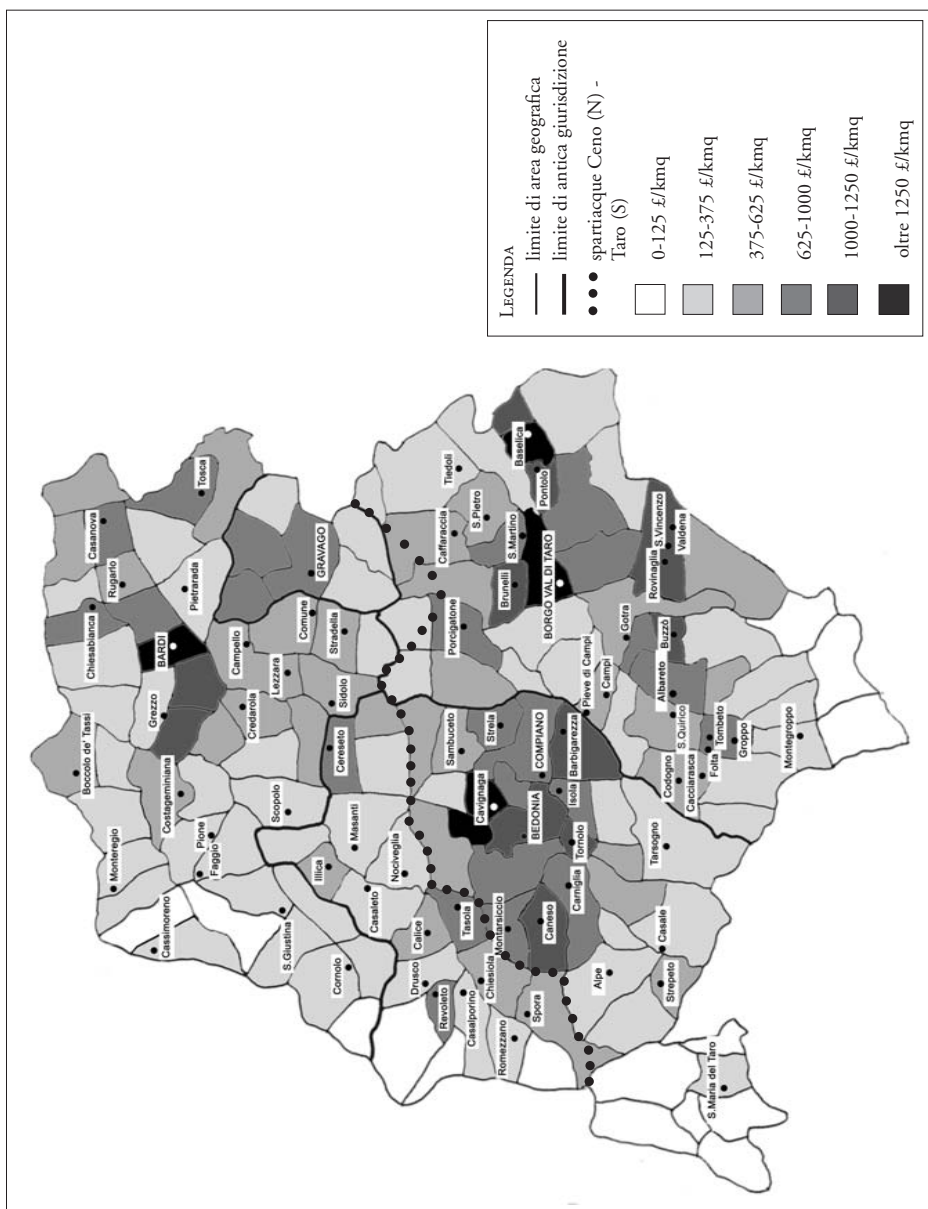 Boccolo de' Tassi
Chiesabianca
Casanova
Rugarlo
Tosca
Monteregio
Grezzo
BARDI
Pietrarada
Costageminiana
Cassimoreno
Pione
Faggio
Credarola
Campello
GRAVAGO
Lezzara
Comune
Scopolo
S.Giustina
Sidolo
Stradella
Cereseto
Illica
Masanti
Cornolo
Casaleto
Nociveglia
Caffaraccia
Tiedoli
S.Pietro
Porcigatone
Sambuceto
Strela
S.Martino
Baselica
Pontolo
Calice
Drusco
Tasola
Cavignaga
Brunelli
Revoleto
COMPIANO
BORGO VAL DI TARO
Casalporino
Chiesiola
Montarsiccio
BEDONIA
Isola
Barbigarezza
Pieve di Campi
Campi
Romezzano
Spora
Caneso
Carniglia
Tornolo
Gotra
Rovinaglia
S.Vincenzo
Valdena
Buzzò
Albareto
Alpe
Casale
Strepeto
Tarsogno
Codogno
Cacciarasca
S.Quirico
Folta
Tombeto
Groppo
Montegroppo
S.Maria del Taro
LEGENDA
limite di area geografica
limite di antica giurisdizione
spartiacque Ceno (N) -
Taro (S)
0-125 £/kmq
125-375 £/kmq
375-625 £/kmq
625-1000 £/kmq
1000-1250 £/kmq
oltre 1250 £/kmq